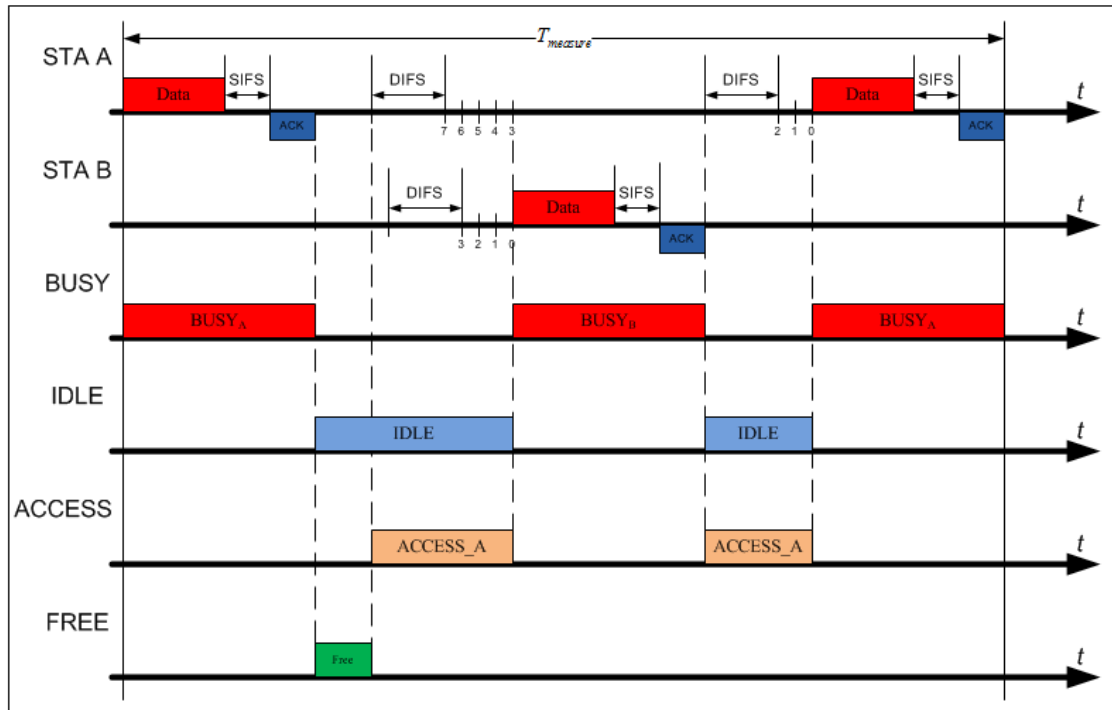 T_measure
STA A
SIFS
DIFS
DIFS
SIFS
t
Data
Data
ACK
7 6 5 4 3
2 1 0
ACK
STA B
DIFS
SIFS
t
Data
3 2 1 0
ACK
BUSY
t
BUSY_A
BUSY_B
BUSY_A
IDLE
t
IDLE
IDLE
ACCESS
t
ACCESS_A
ACCESS_A
FREE
t
Free